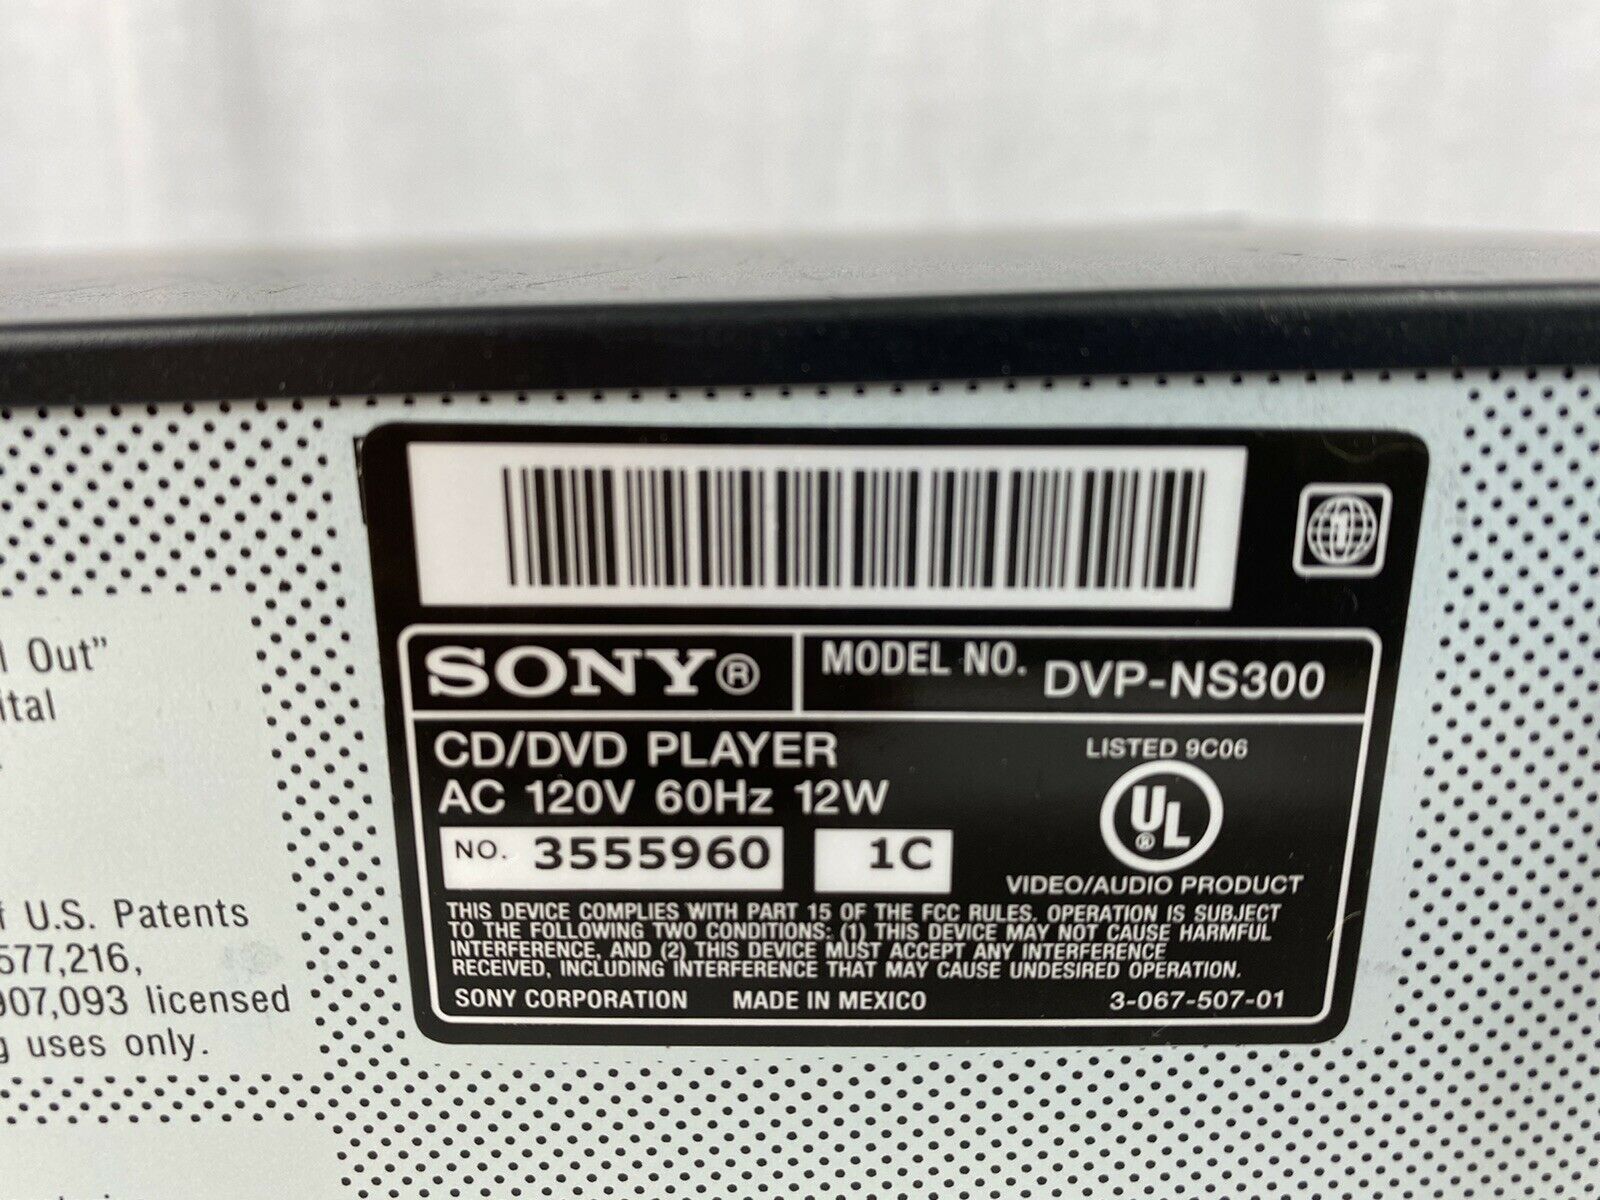 l Out"
ital
U.S. Patents
577,216,
907,093 licensed
uses only.
1
SONY®
MODEL NO. DVP-NS300
CD/DVD PLAYER
AC 120V 60Hz 12W
LISTED 9C06
UL®
NO. 3555960
1C
VIDEO/AUDIO PRODUCT
THIS DEVICE COMPLIES WITH PART 15 OF THE FCC RULES. OPERATION IS SUBJECT
TO THE FOLLOWING TWO CONDITIONS: (1) THIS DEVICE MAY NOT CAUSE HARMFUL
INTERFERENCE, AND (2) THIS DEVICE MUST ACCEPT ANY INTERFERENCE
RECEIVED, INCLUDING INTERFERENCE THAT MAY CAUSE UNDESIRED OPERATION.
SONY CORPORATION MADE IN MEXICO 3-067-507-01